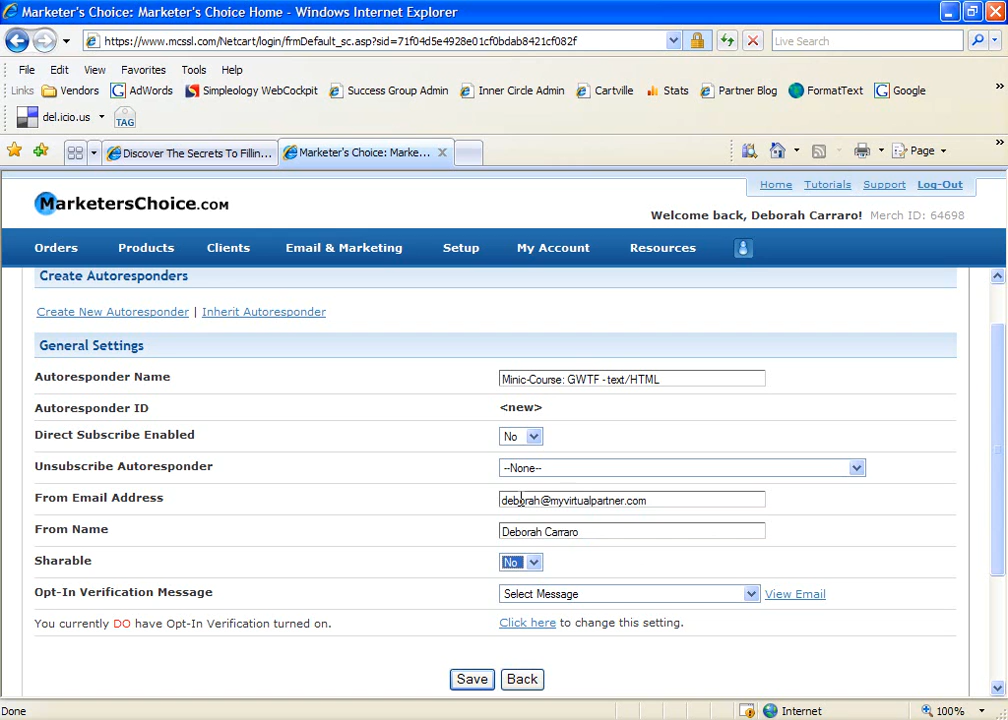 Marketer's Choice: Marketer's Choice Home - Windows Internet Explorer
https://www.mcssl.com/Netcart/login/frmDefault_sc.asp?sid=71f04d5e4928e01cf0bdab8421cf082f
Live Search
File Edit View Favorites Tools Help
Links Vendors AdWords Simpleology WebCockpit Success Group Admin Inner Circle Admin Cartville Stats Partner Blog FormatText Google »
del.icio.us TAG
Discover The Secrets To Fillin... Marketer's Choice: Marke... Page »
Home Tutorials Support Log-Out
MarketersChoice.com
Welcome back, Deborah Carraro! Merch ID: 64698
Orders Products Clients Email & Marketing Setup My Account Resources
Create Autoresponders
Create New Autoresponder | Inherit Autoresponder
General Settings
Autoresponder Name Minic-Course: GWTF - text/HTML
Autoresponder ID <new>
Direct Subscribe Enabled No
Unsubscribe Autoresponder --None--
From Email Address deborah@myvirtualpartner.com
From Name Deborah Carraro
Sharable No
Opt-In Verification Message Select Message View Email
You currently DO have Opt-In Verification turned on. Click here to change this setting.
Save Back
Done Internet 100%